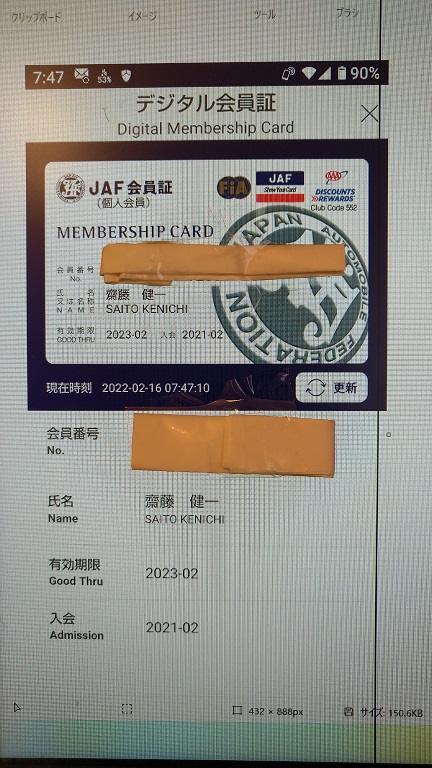 クリップボード イメージ ツール ブラシ
7:47 53% 90%
デジタル会員証
Digital Membership Card
JAF会員証
(個人会員)
FiA
JAF
Show Your Card
AAA
DISCOUNTS
& REWARDS
Club Code 552
MEMBERSHIP CARD
JAPAN AUTOMOBILE FEDERATION
会員番号
No.
氏名
又は名称
NAME
齋藤 健一
SAITO KENICHI
有効期限
GOOD THRU
2023-02 入会 2021-02
現在時刻 2022-02-16 07:47:10 更新
会員番号
No.
氏名
Name
齋藤 健一
SAITO KENICHI
有効期限
Good Thru
2023-02
入会
Admission
2021-02
432 × 888px サイズ: 150.6KB